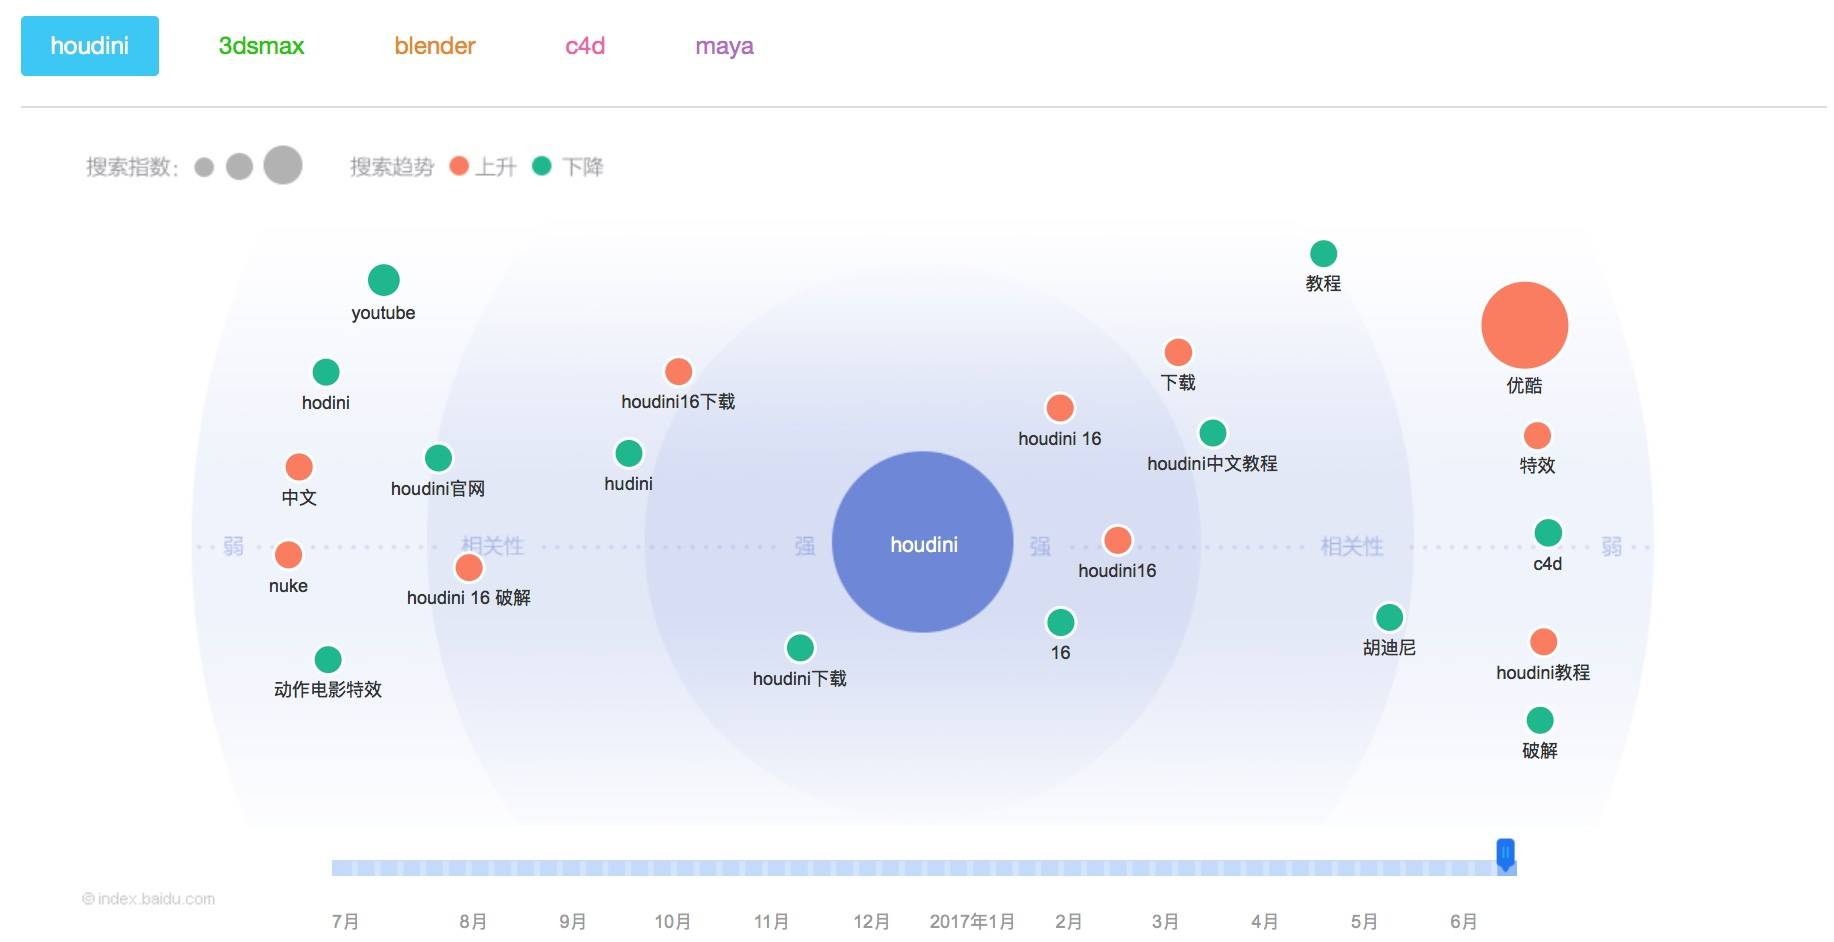 houdini 3dsmax blender c4d maya
搜索指数: 搜索趋势 上升 下降
教程
youtube
下载
优酷
hodini
houdini16下载
houdini 16
houdini中文教程
特效
hudini
houdini官网
中文
弱 相关性 强 houdini 强 相关性 弱
c4d
houdini16
nuke
houdini 16 破解
胡迪尼
16
houdini教程
houdini下载
动作电影特效
破解
©index.baidu.com
7月 8月 9月 10月 11月 12月 2017年1月 2月 3月 4月 5月 6月